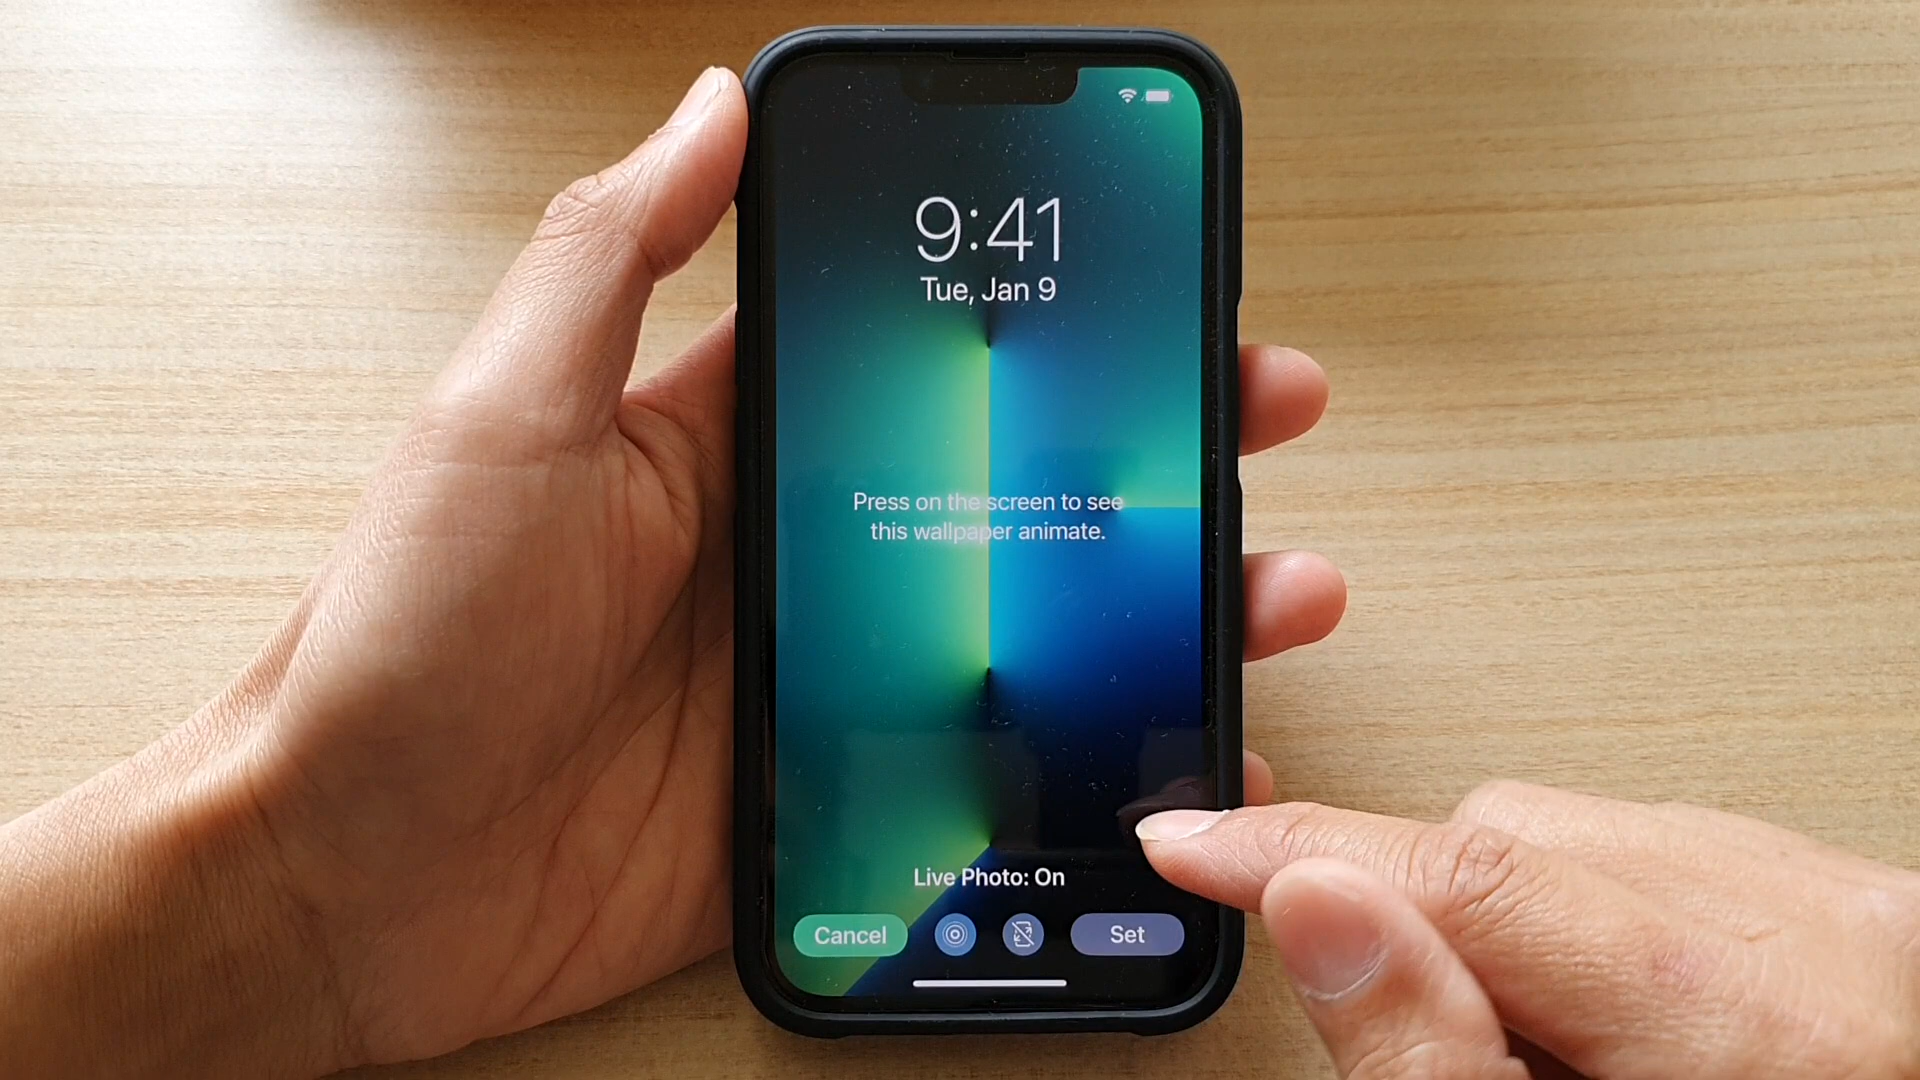 9:41
Tue, Jan 9
Press on the screen to see
this wallpaper animate.
Live Photo: On
Cancel
Set